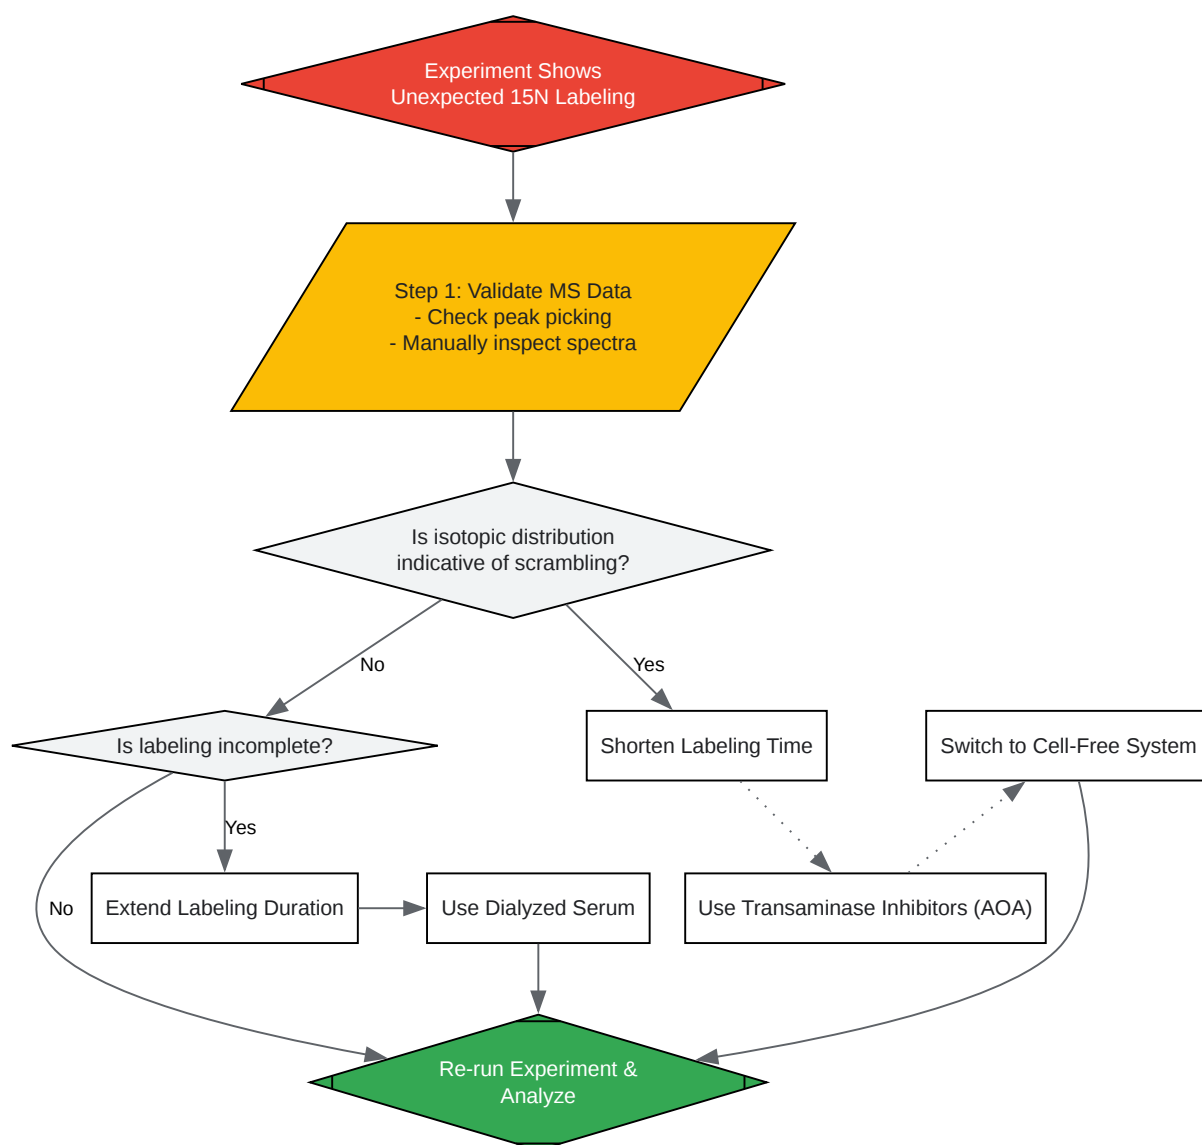 Experiment Shows
Unexpected 15N Labeling
Step 1: Validate MS Data
- Check peak picking
- Manually inspect spectra
Is isotopic distribution
indicative of scrambling?
No
Yes
Is labeling incomplete?
Shorten Labeling Time
Switch to Cell-Free System
Yes
No
Extend Labeling Duration
Use Dialyzed Serum
Use Transaminase Inhibitors (AOA)
Re-run Experiment &
Analyze